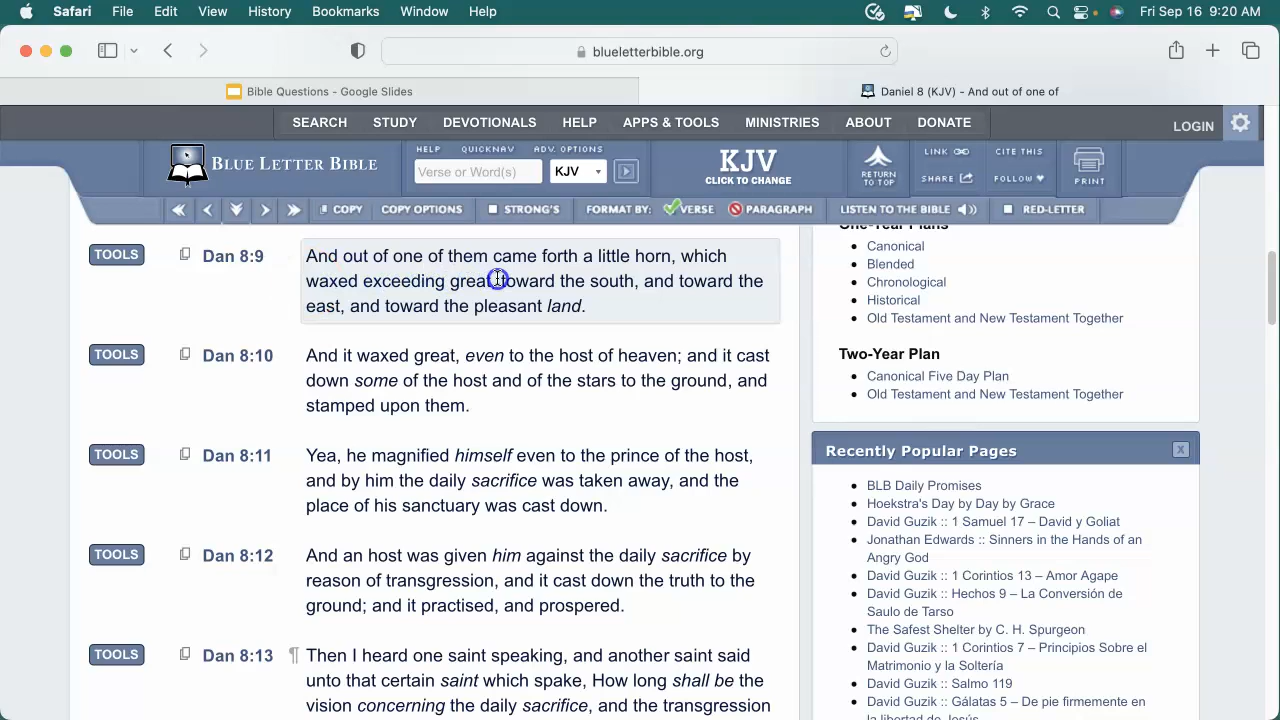 Safari File Edit View History Bookmarks Window Help Fri Sep 16 9:20 AM
blueletterbible.org
Bible Questions - Google Slides
Daniel 8 (KJV) - And out of one of
SEARCH STUDY DEVOTIONALS HELP APPS & TOOLS MINISTRIES ABOUT DONATE LOGIN
BLUE LETTER BIBLE
HELP QUICKNAV ADV. OPTIONS
Verse or Word(s) KJV
KJV
CLICK TO CHANGE
RETURN
TO TOP
LINK CITE THIS
SHARE FOLLOW
PRINT
COPY COPY OPTIONS STRONG'S FORMAT BY: VERSE PARAGRAPH LISTEN TO THE BIBLE RED-LETTER
TOOLS Dan 8:9 And out of one of them came forth a little horn, which
waxed exceeding great, toward the south, and toward the
east, and toward the pleasant land.
TOOLS Dan 8:10 And it waxed great, even to the host of heaven; and it cast
down some of the host and of the stars to the ground, and
stamped upon them.
TOOLS Dan 8:11 Yea, he magnified himself even to the prince of the host,
and by him the daily sacrifice was taken away, and the
place of his sanctuary was cast down.
TOOLS Dan 8:12 And an host was given him against the daily sacrifice by
reason of transgression, and it cast down the truth to the
ground; and it practised, and prospered.
TOOLS Dan 8:13 ¶ Then I heard one saint speaking, and another saint said
unto that certain saint which spake, How long shall be the
vision concerning the daily sacrifice, and the transgression
One-Year Plans
Canonical
Blended
Chronological
Historical
Old Testament and New Testament Together
Two-Year Plan
Canonical Five Day Plan
Old Testament and New Testament Together
Recently Popular Pages X
BLB Daily Promises
Hoekstra's Day by Day by Grace
David Guzik :: 1 Samuel 17 – David y Goliat
Jonathan Edwards :: Sinners in the Hands of an
Angry God
David Guzik :: 1 Corintios 13 – Amor Agape
David Guzik :: Hechos 9 – La Conversión de
Saulo de Tarso
The Safest Shelter by C. H. Spurgeon
David Guzik :: 1 Corintios 7 – Principios Sobre el
Matrimonio y la Soltería
David Guzik :: Salmo 119
David Guzik :: Gálatas 5 – De pie firmemente en
la libertad de Jesús